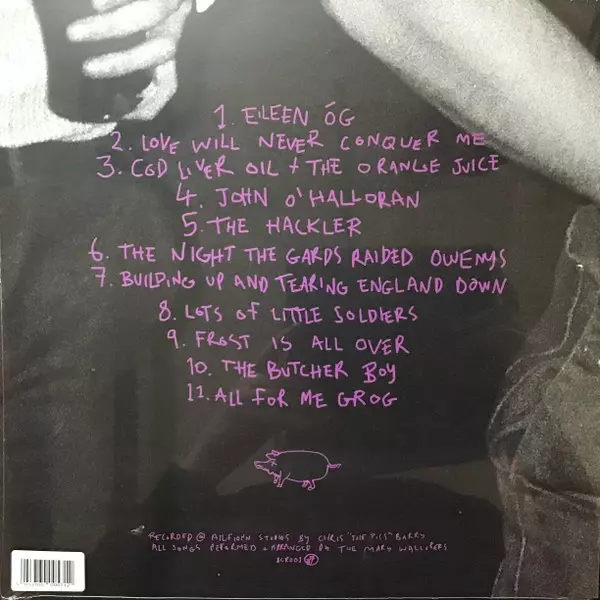 1. EILEEN ÓG
2. LOVE WILL NEVER CONQUER ME
3. COD LIVER OIL + THE ORANGE JUICE
4. JOHN O'HALLORAN
5. THE HACKLER
6. THE NIGHT THE GARDS RAIDED OWENYS
7. BUILDING UP AND TEARING ENGLAND DOWN
8. LOTS OF LITTLE SOLDIERS
9. FROST IS ALL OVER
10. THE BUTCHER BOY
11. ALL FOR ME GROG
RECORDED @ STUDIOS BY CHRIS "THE PIGS" BARRY
ALL SONGS PERFORMED + ARRANGED BY THE MARY WALLOPERS